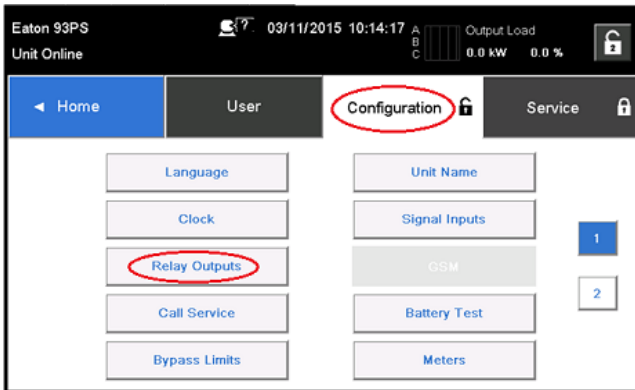 Eaton 93PS 03/11/2015 10:14:17 A B C Output Load
Unit Online 0.0 kW 0.0 % 2
◄ Home User Configuration Service
Language Unit Name
Clock Signal Inputs
1
Relay Outputs GSM
2
Call Service Battery Test
Bypass Limits Meters